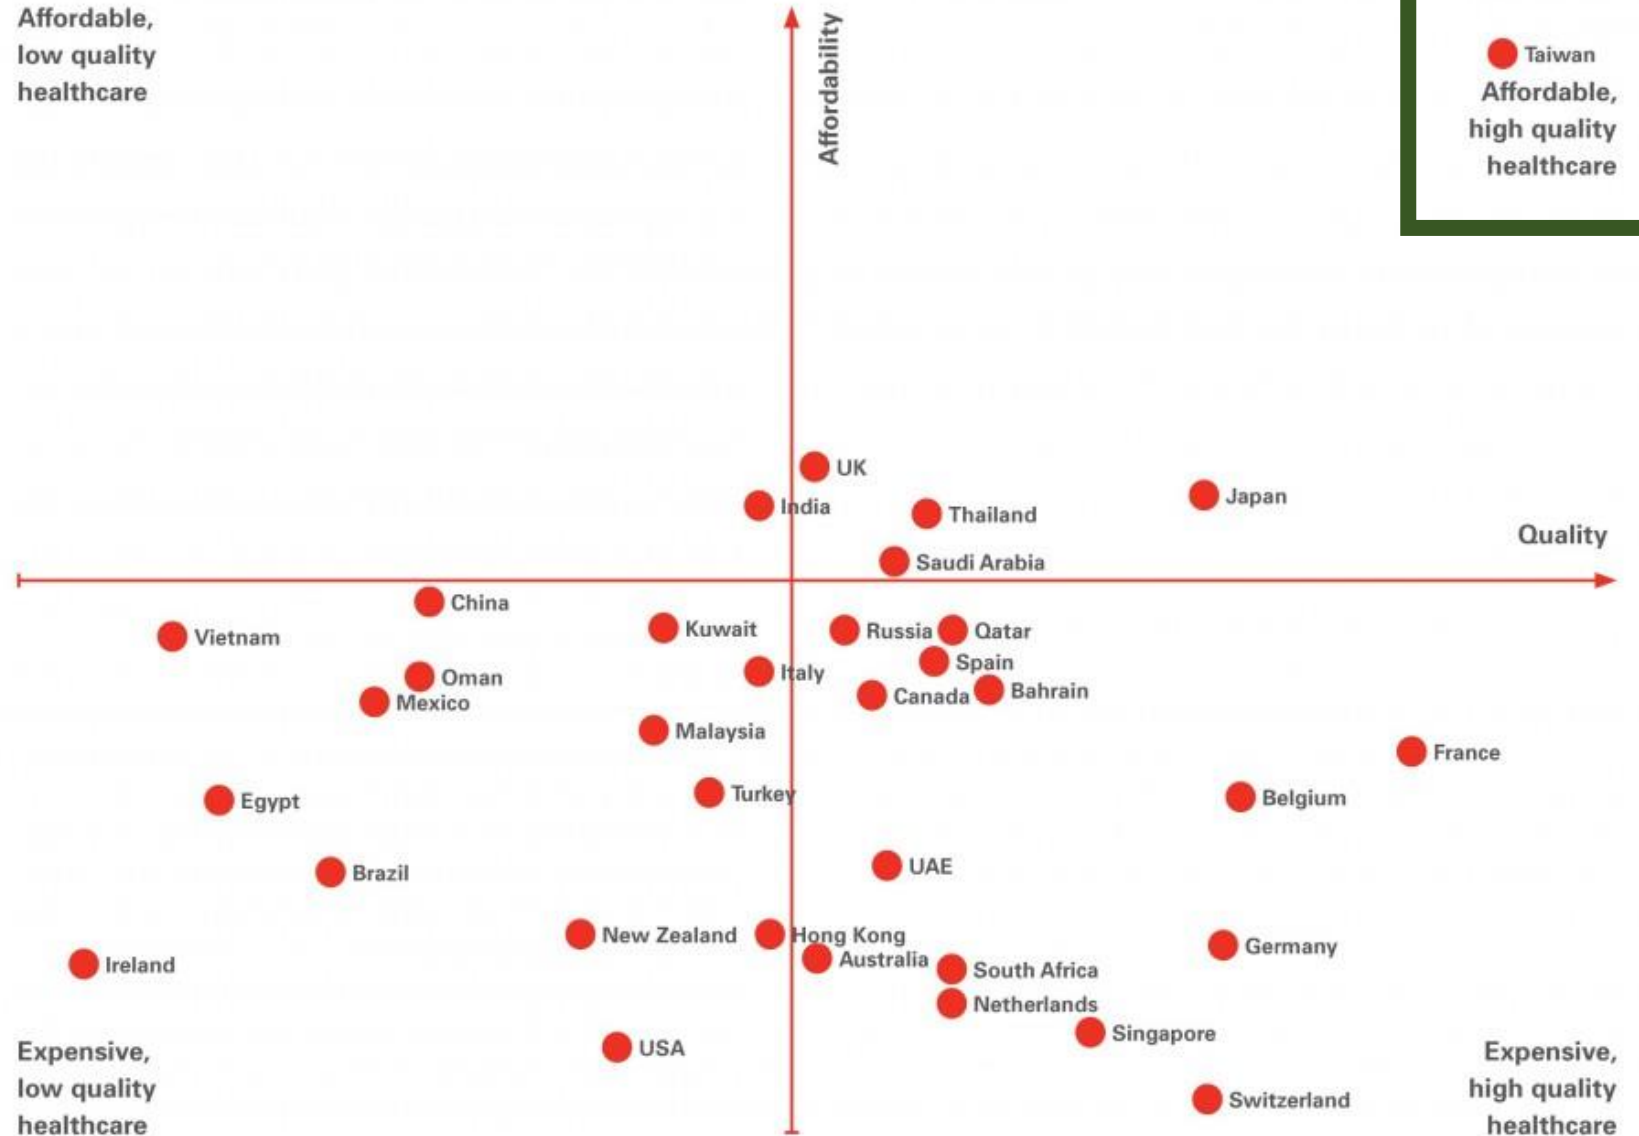 Affordable,
low quality
healthcare
Affordability
Taiwan
Affordable,
high quality
healthcare
UK
India
Thailand
Japan
Quality
Saudi Arabia
China
Vietnam
Kuwait
Russia
Qatar
Oman
Italy
Spain
Mexico
Canada
Bahrain
Malaysia
France
Egypt
Turkey
Belgium
Brazil
UAE
New Zealand
Hong Kong
Germany
Ireland
Australia
South Africa
Netherlands
Singapore
USA
Expensive,
low quality
healthcare
Expensive,
high quality
healthcare
Switzerland